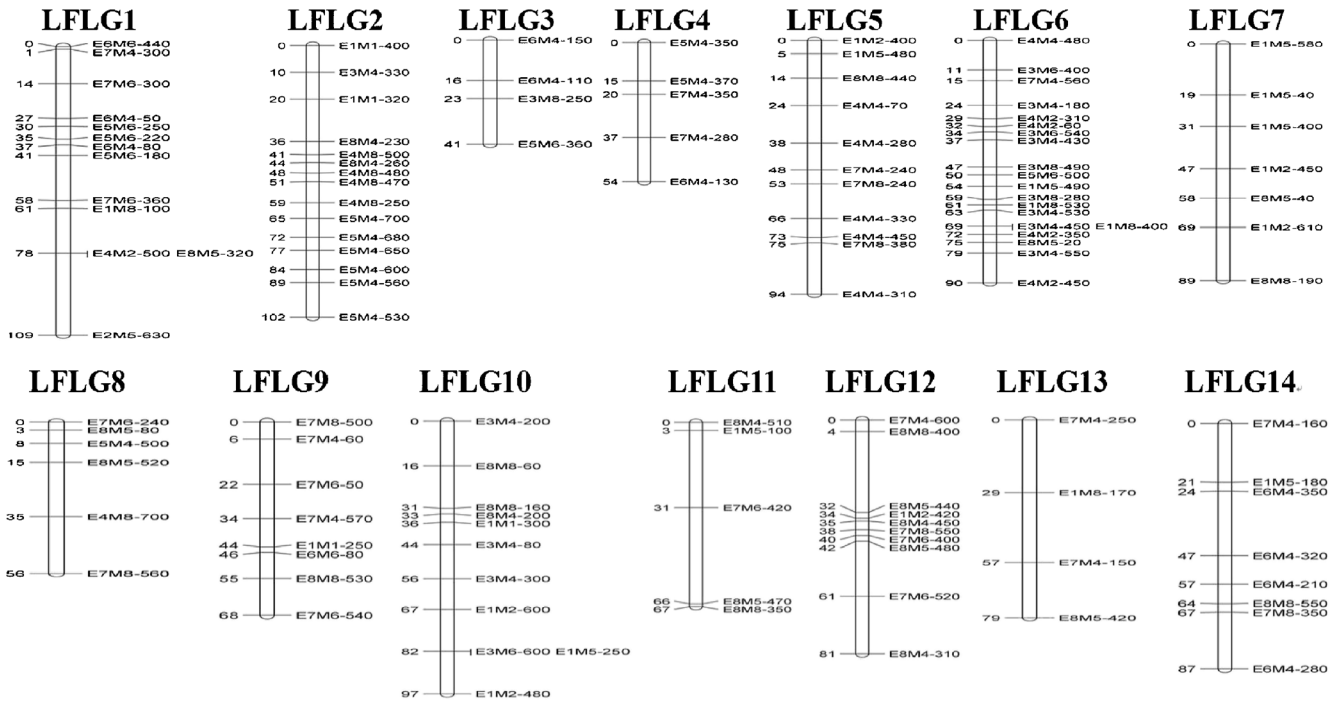 LFLG1
0 E6M6-440
1 E7M4-300
14 E7M6-300
27 E6M4-50
30 E5M6-250
35 E5M6-220
37 E6M4-80
41 E5M6-180
58 E7M6-360
61 E1M8-100
78 E4M2-500 E8M5-320
109 E2M5-630
LFLG2
0 E1M1-400
10 E3M4-330
20 E1M1-320
36 E8M4-230
41 E4M8-500
44 E8M4-260
48 E4M8-480
51 E4M8-470
59 E4M8-250
65 E5M4-700
72 E5M4-680
77 E5M4-650
84 E5M4-600
89 E5M4-560
102 E5M4-530
LFLG3
0 E6M4-150
16 E6M4-110
23 E3M8-250
41 E5M6-360
LFLG4
0 E5M4-350
15 E5M4-370
20 E7M4-350
37 E7M4-280
54 E6M4-130
LFLG5
0 E1M2-400
5 E1M5-480
14 E8M8-440
24 E4M4-70
38 E4M4-280
48 E7M4-240
53 E7M8-240
66 E4M4-330
73 E4M4-450
75 E7M8-380
94 E4M4-310
LFLG6
0 E4M4-480
11 E3M6-400
15 E7M4-560
24 E3M4-180
29 E4M2-310
32 E4M2-60
34 E3M6-540
37 E3M4-430
47 E3M8-490
50 E5M6-500
54 E1M5-490
59 E3M8-280
61 E1M8-530
63 E3M4-530
69 E3M4-450 E1M8-400
72 E4M2-350
75 E8M5-20
79 E3M4-550
90 E4M2-450
LFLG7
0 E1M5-580
19 E1M5-40
31 E1M5-400
47 E1M2-450
58 E8M5-40
69 E1M2-610
89 E8M8-190
LFLG8
0 E7M6-240
3 E8M5-80
8 E5M4-500
15 E8M5-520
35 E4M8-700
56 E7M8-560
LFLG9
0 E7M8-500
6 E7M4-60
22 E7M6-50
34 E7M4-570
44 E1M1-250
46 E6M6-80
55 E8M8-530
68 E7M6-540
LFLG10
0 E3M4-200
16 E8M8-60
31 E8M8-160
33 E8M4-200
36 E1M1-300
44 E3M4-80
56 E3M4-300
67 E1M2-600
82 E3M6-600 E1M5-250
97 E1M2-480
LFLG11
0 E8M4-510
3 E1M5-100
31 E7M6-420
66 E8M5-470
67 E8M8-350
LFLG12
0 E7M4-600
4 E8M8-400
32 E8M5-440
34 E1M2-420
35 E8M4-450
38 E7M8-550
40 E7M6-400
42 E8M5-480
61 E7M6-520
81 E8M4-310
LFLG13
0 E7M4-250
29 E1M8-170
57 E7M4-150
79 E8M5-420
LFLG14
0 E7M4-160
21 E1M5-180
24 E6M4-350
47 E6M4-320
57 E6M4-210
64 E8M8-550
67 E7M8-350
87 E6M4-280